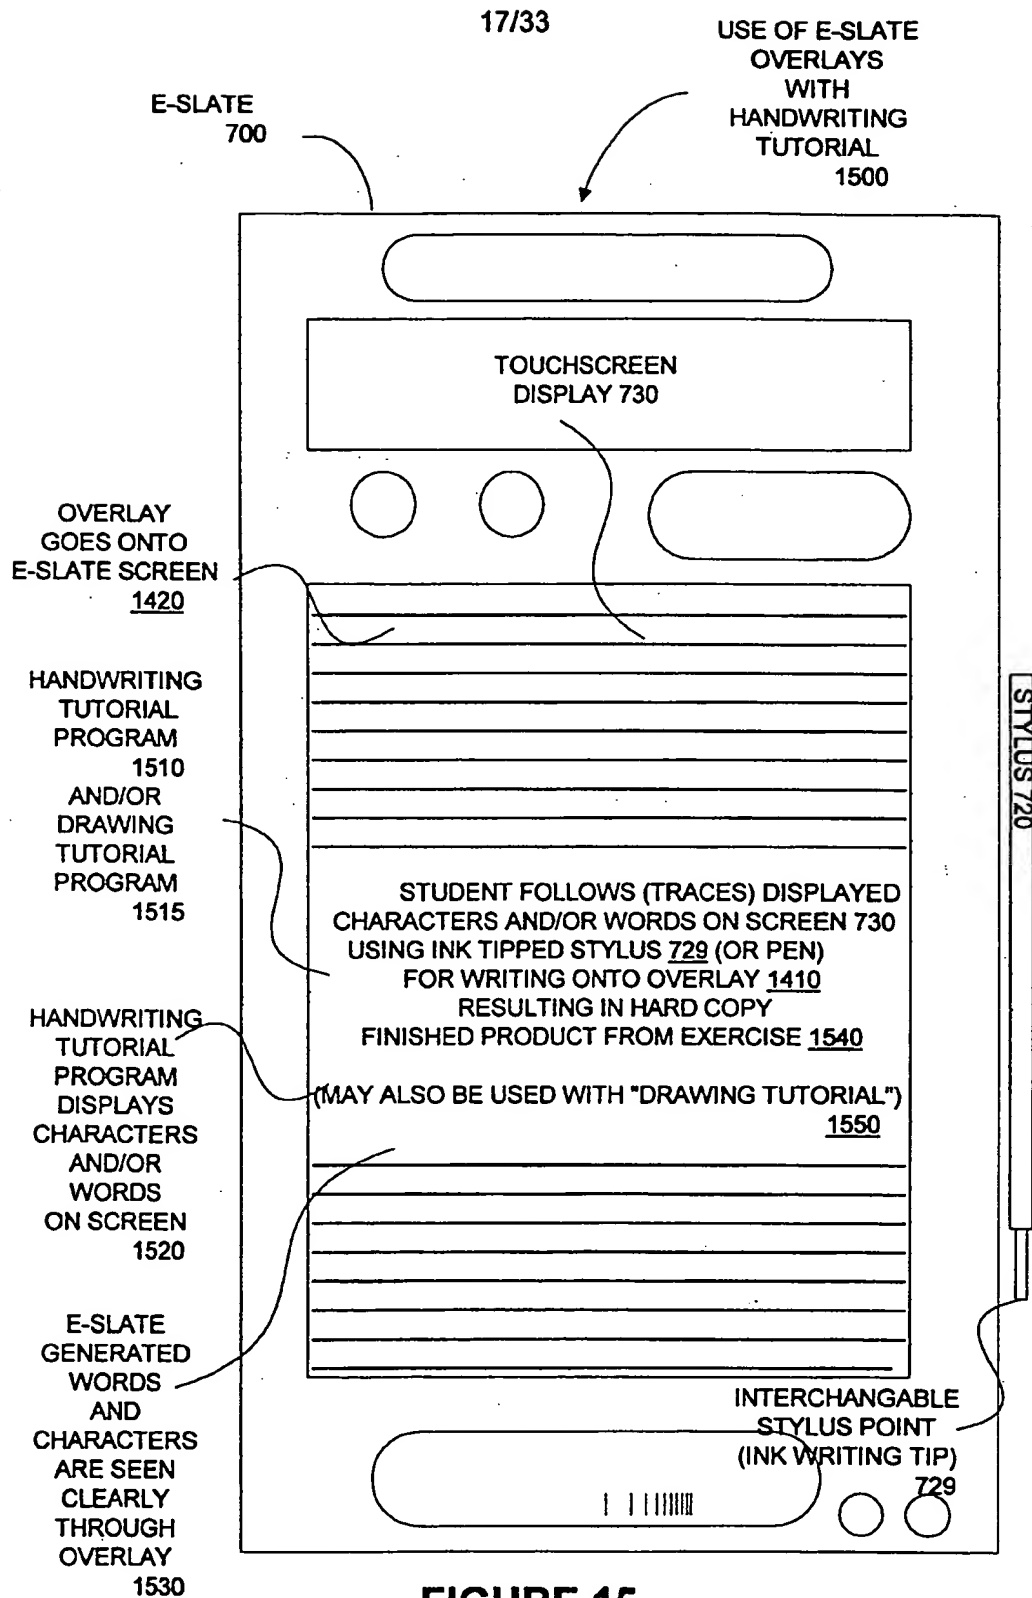 17/33
USE OF E-SLATE
OVERLAYS
WITH
HANDWRITING
TUTORIAL
1500
E-SLATE
700
TOUCHSCREEN
DISPLAY 730
OVERLAY
GOES ONTO
E-SLATE SCREEN
1420
HANDWRITING
TUTORIAL
PROGRAM
1510
AND/OR
DRAWING
TUTORIAL
PROGRAM
1515
STYLUS 720
STUDENT FOLLOWS (TRACES) DISPLAYED
CHARACTERS AND/OR WORDS ON SCREEN 730
USING INK TIPPED STYLUS 729 (OR PEN)
FOR WRITING ONTO OVERLAY 1410
RESULTING IN HARD COPY
FINISHED PRODUCT FROM EXERCISE 1540
(MAY ALSO BE USED WITH "DRAWING TUTORIAL")
1550
HANDWRITING
TUTORIAL
PROGRAM
DISPLAYS
CHARACTERS
AND/OR
WORDS
ON SCREEN
1520
E-SLATE
GENERATED
WORDS
AND
CHARACTERS
ARE SEEN
CLEARLY
THROUGH
OVERLAY
1530
INTERCHANGABLE
STYLUS POINT
(INK WRITING TIP)
729
FIGURE 15